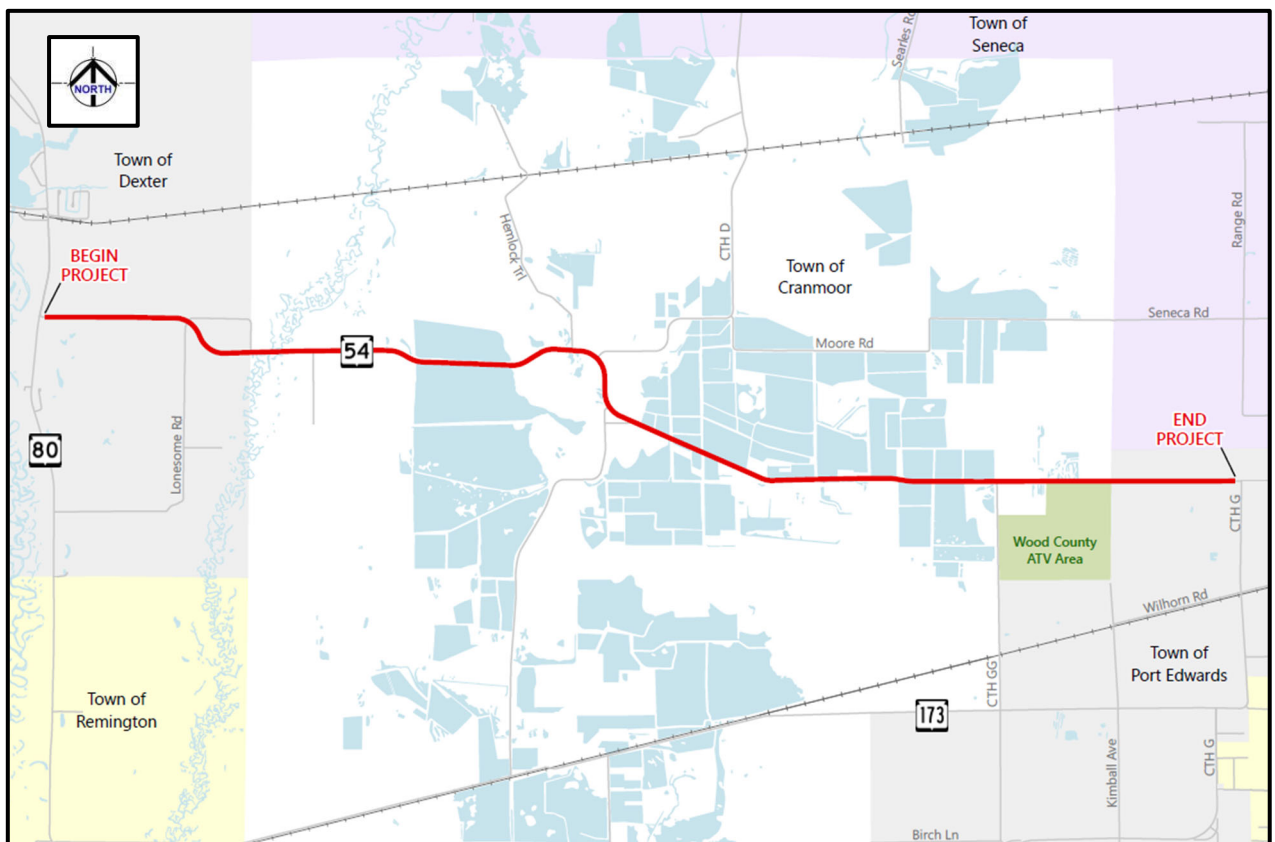 Town of
Seneca
Searles Rd
NORTH
Town of
Dexter
Range Rd
Hemlock Trl
CTH D
BEGIN
PROJECT
Town of
Cranmoor
Seneca Rd
54
Moore Rd
END
PROJECT
80
Lonesome Rd
CTH G
Wood County
ATV Area
Wilhorn Rd
Town of
Port Edwards
CTH GG
Town of
Remington
173
Kimball Ave
CTH G
Birch Ln